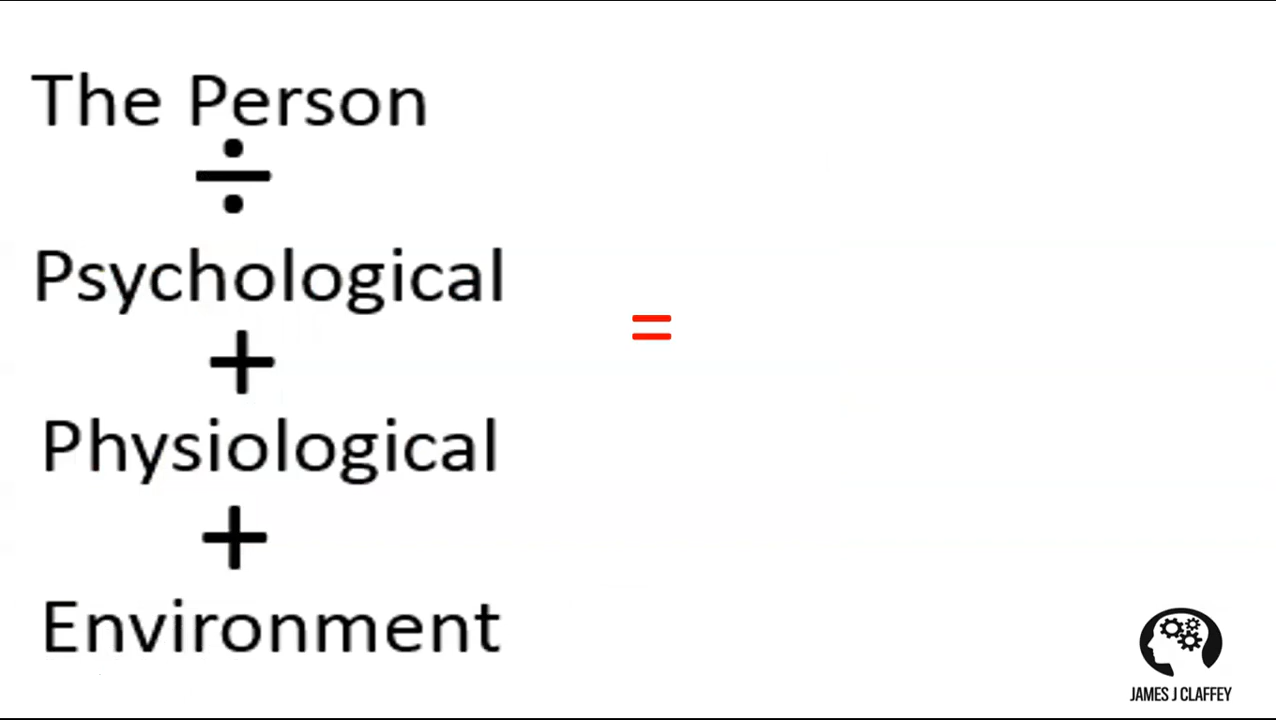 The Person
÷
Psychological
=
+
Physiological
+
Environment
JAMES J CLAFFEY